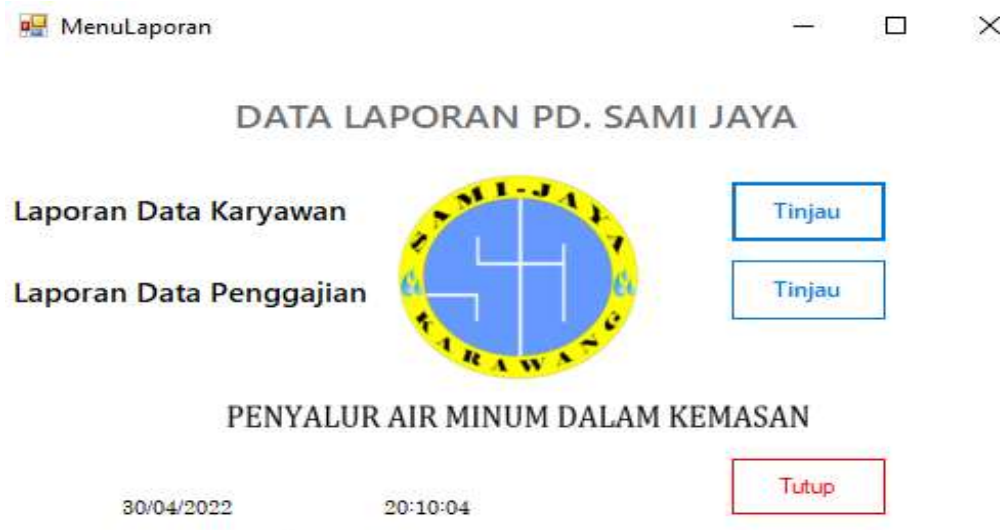 MenuLaporan
DATA LAPORAN PD. SAMI JAYA
Laporan Data Karyawan
Tinjau
SAMI-JAYA
KARAWANG
Laporan Data Penggajian
Tinjau
PENYALUR AIR MINUM DALAM KEMASAN
30/04/2022
20:10:04
Tutup